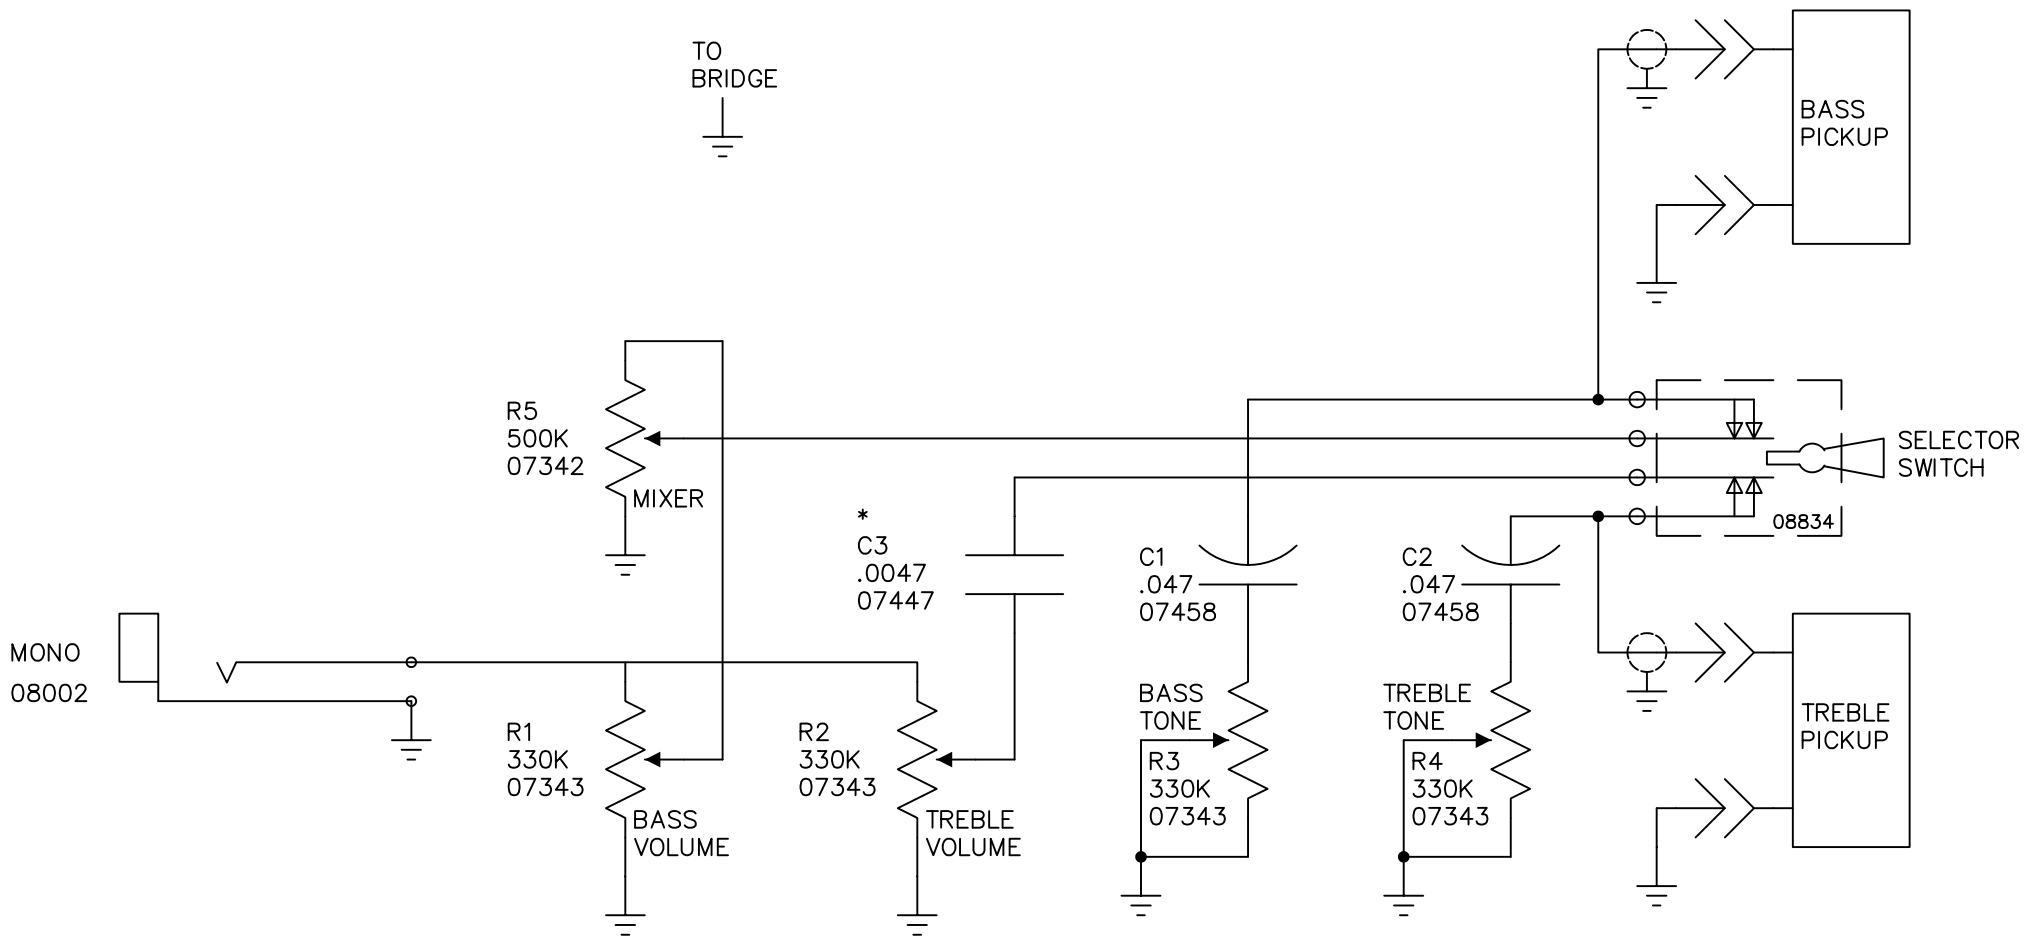 TO
BRIDGE
BASS
PICKUP
R5
500K
07342
MIXER
SELECTOR
SWITCH
08834
*
C3
.0047
07447
C1
.047
07458
C2
.047
07458
MONO
08002
BASS
TONE
TREBLE
TONE
R1
330K
07343
BASS
VOLUME
R2
330K
07343
TREBLE
VOLUME
R3
330K
07343
R4
330K
07343
TREBLE
PICKUP